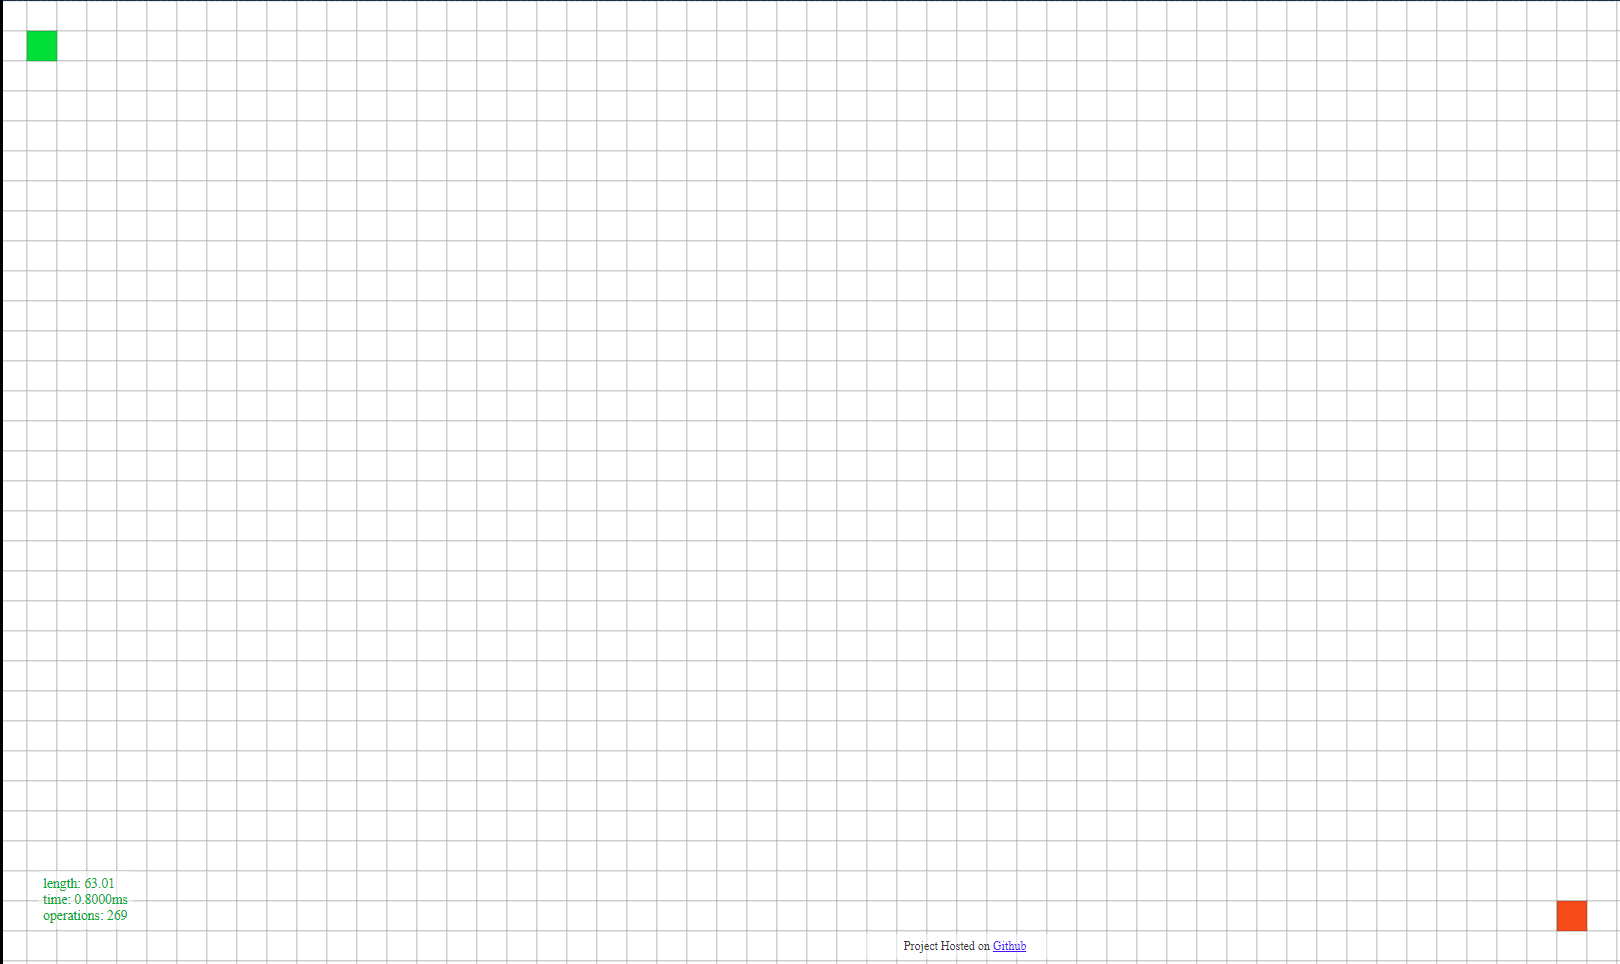 length: 63.01
time: 0.8000ms
operations: 269
Project Hosted on Github